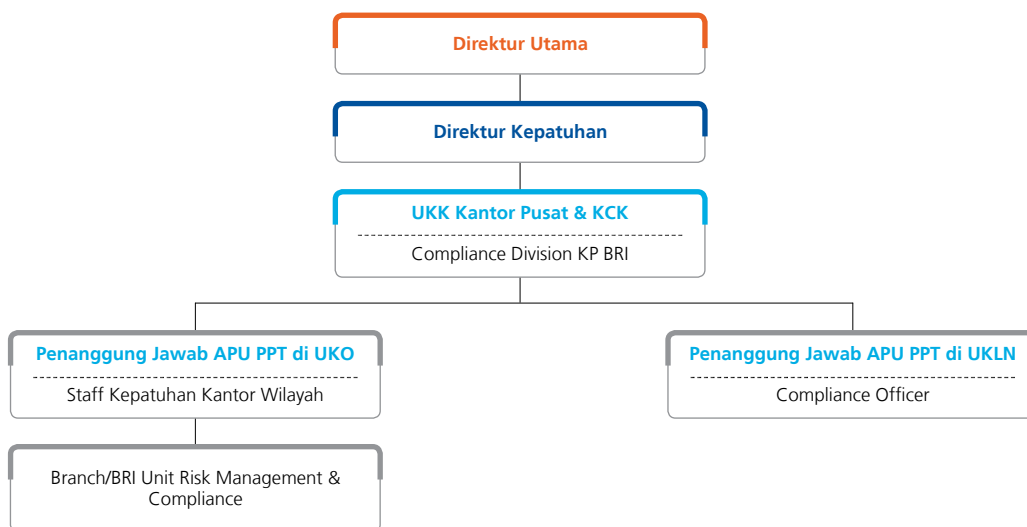 Direktur Utama
Direktur Kepatuhan
UKK Kantor Pusat & KCK
Compliance Division KP BRI
Penanggung Jawab APU PPT di UKO
Staff Kepatuhan Kantor Wilayah
Penanggung Jawab APU PPT di UKLN
Compliance Officer
Branch/BRI Unit Risk Management &
Compliance